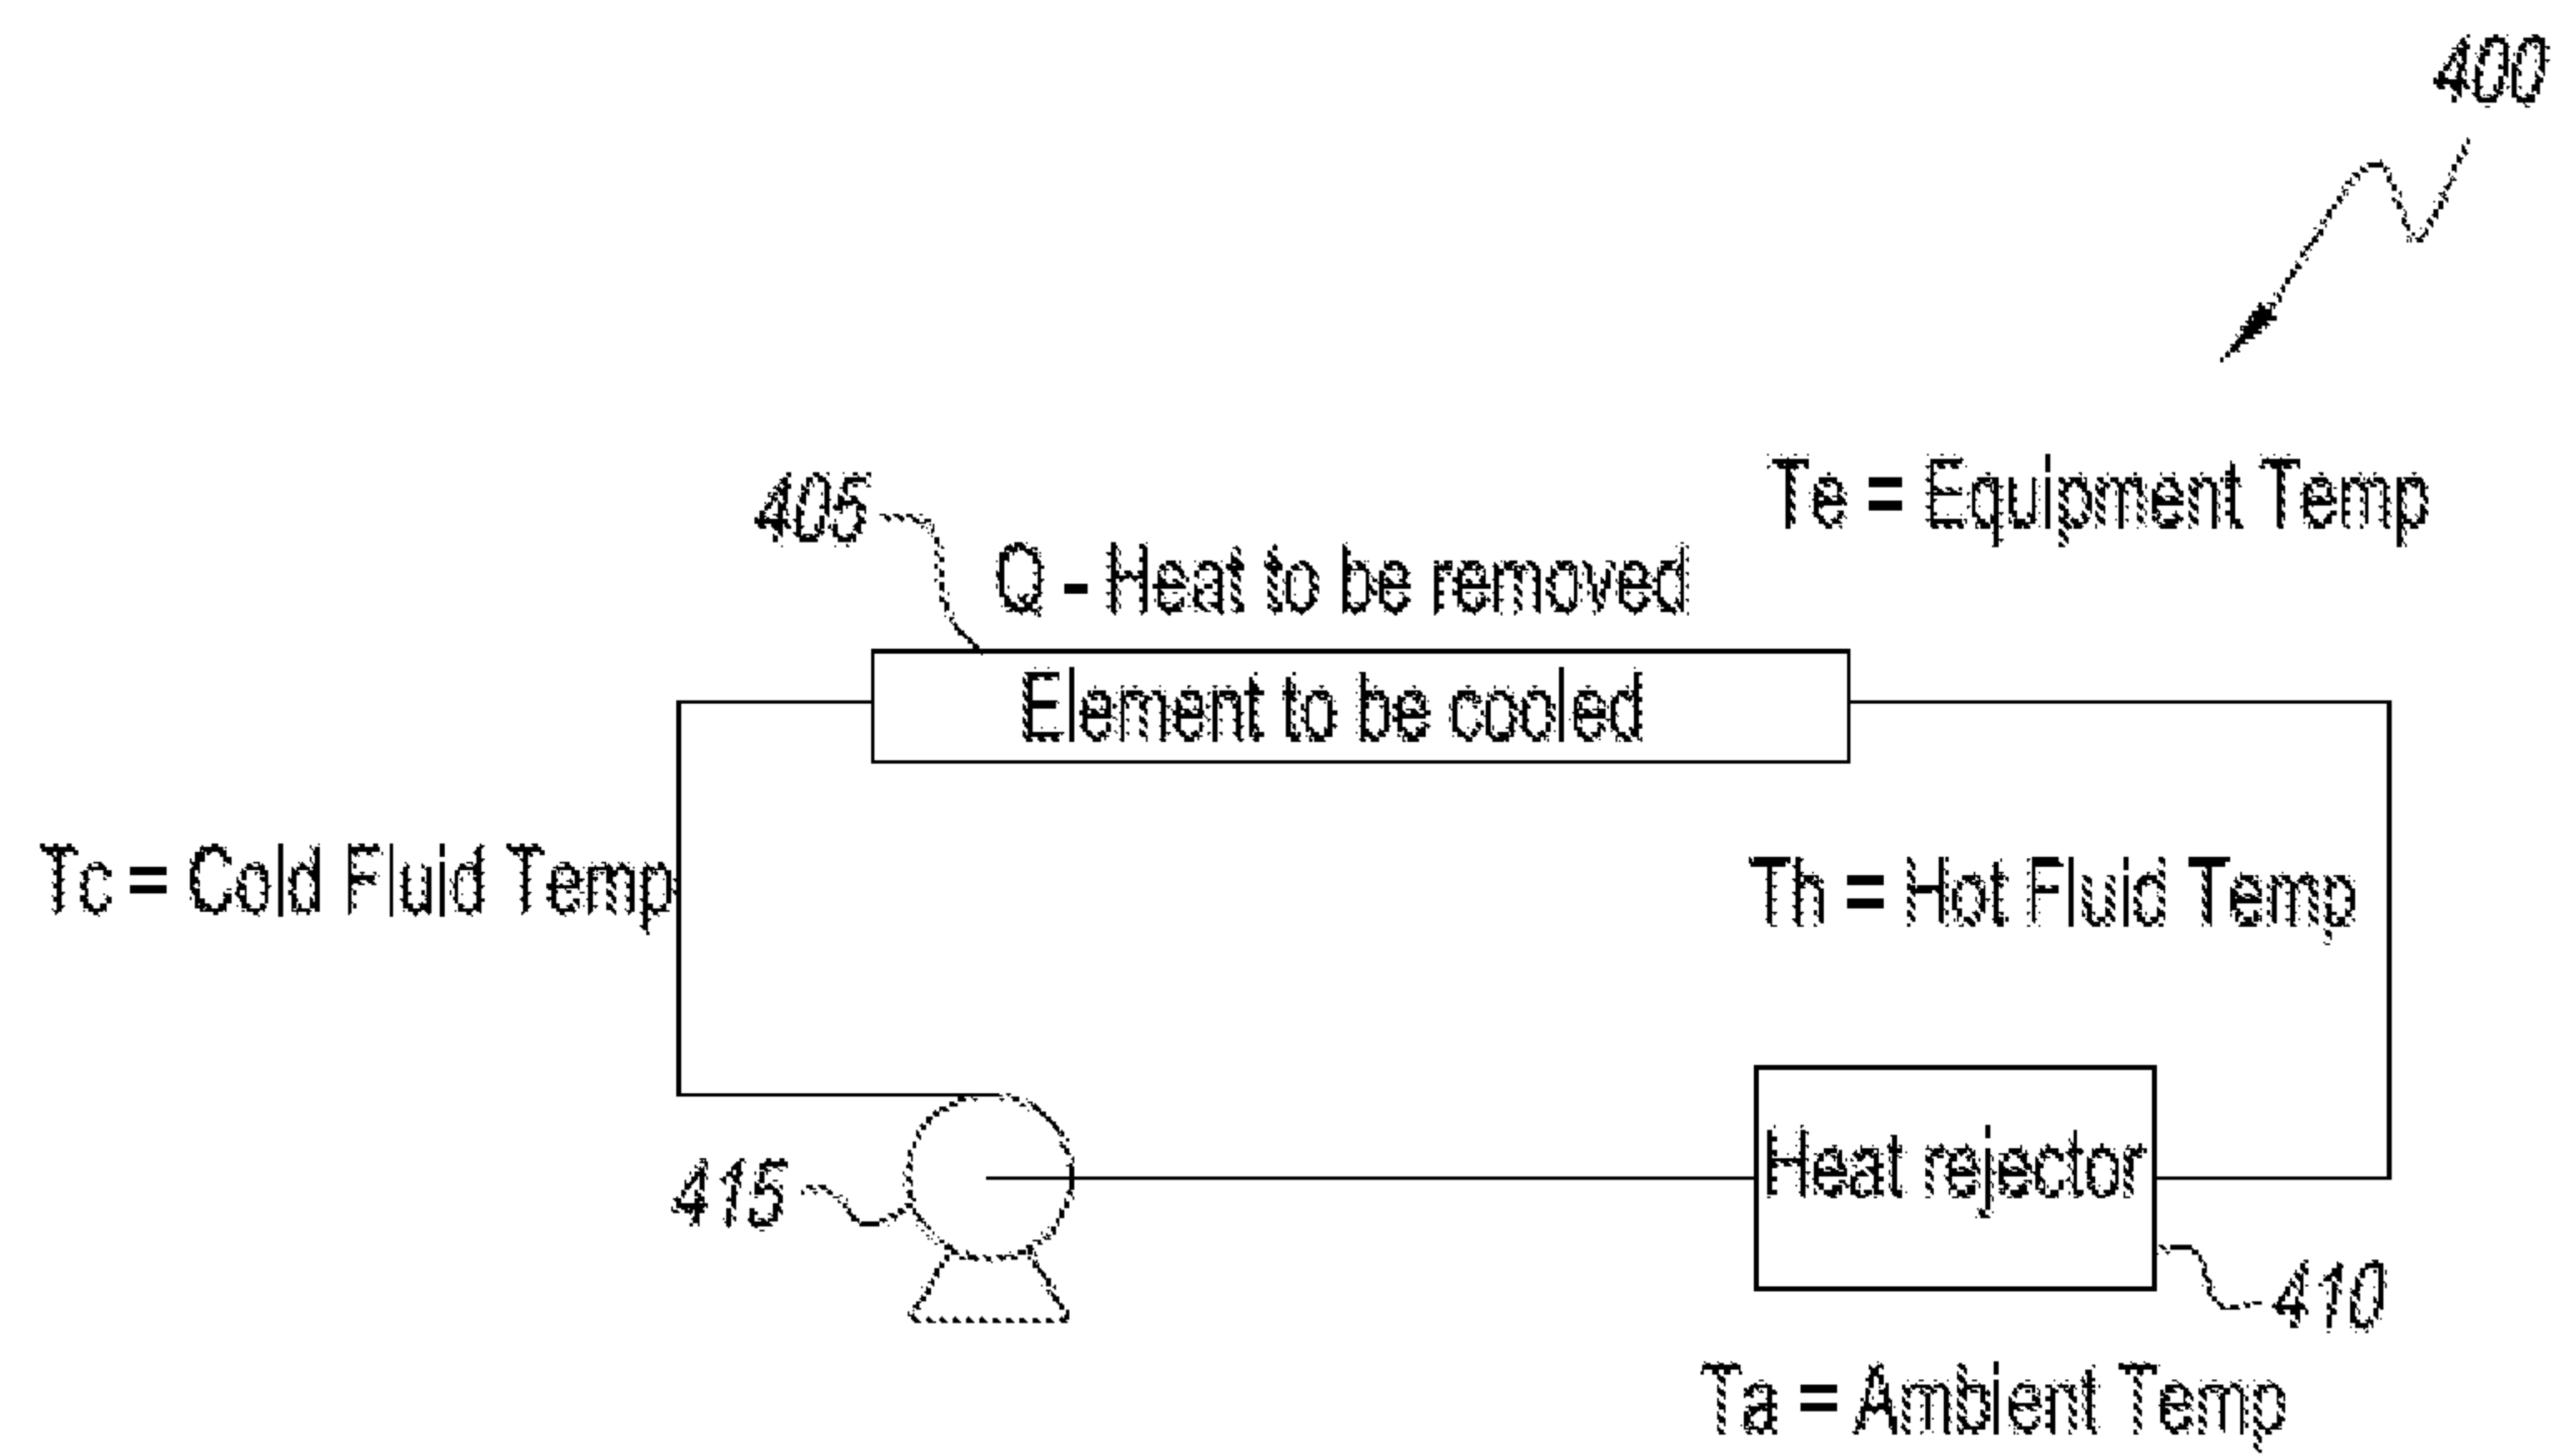 400
Te = Equipment Temp
405
Q - Heat to be removed
Element to be cooled
Tc = Cold Fluid Temp
Th = Hot Fluid Temp
Heat rejector
415
410
Ta = Ambient Temp